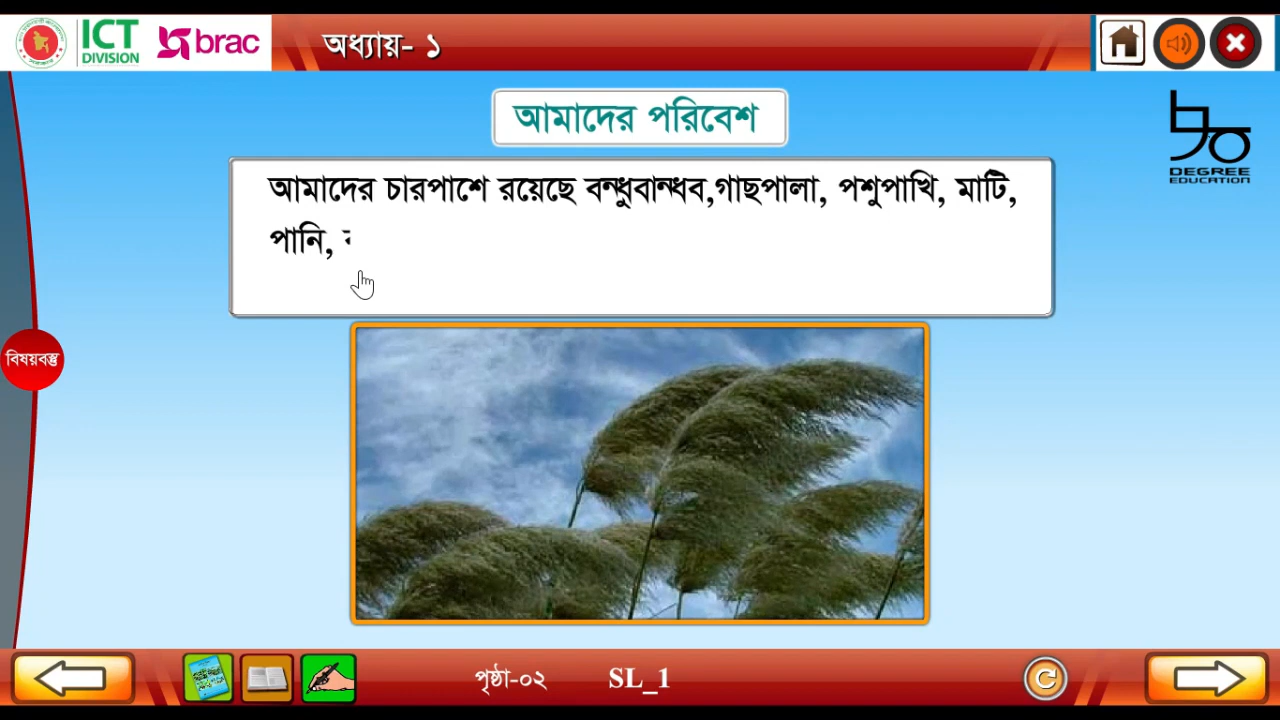 ICT
DIVISION
brac
অধ্যায়- ১
আমাদের পরিবেশ
DEGREE
EDUCATION
আমাদের চারপাশে রয়েছে বন্ধুবান্ধব,গাছপালা, পশুপাখি, মাটি,
পানি,
বিষয়বস্তু
পৃষ্ঠা-০২
SL_1